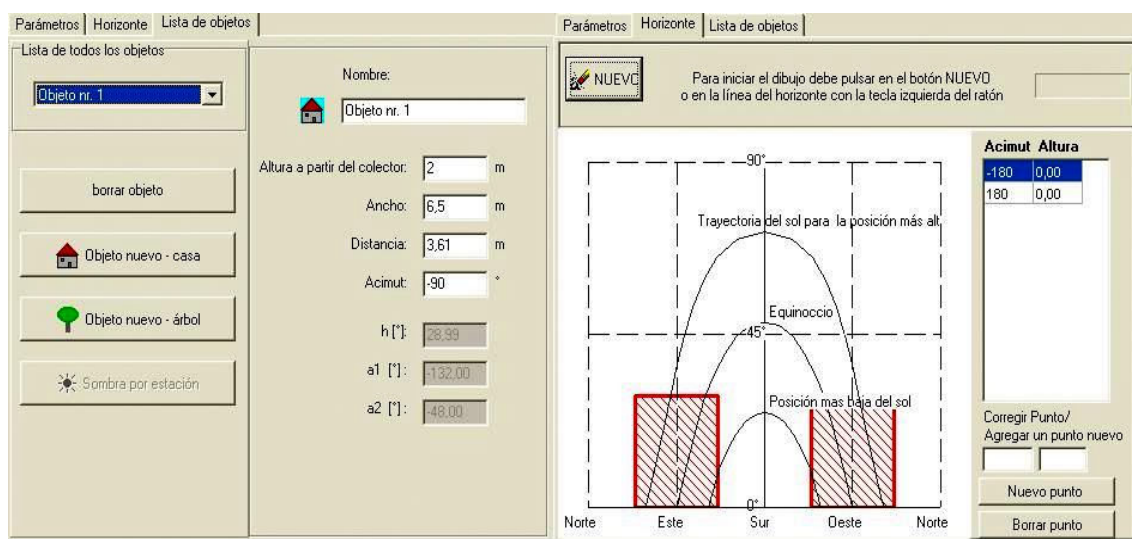 Parámetros Horizonte Lista de objetos
Lista de todos los objetos
Objeto nr. 1
borrar objeto
Objeto nuevo - casa
Objeto nuevo - árbol
Sombra por estación
Nombre:
Objeto nr. 1
Altura a partir del colector: 2 m
Ancho: 6,5 m
Distancia: 3,61 m
Acimut: -90 °
h [°]: 28,99
a1 [°]: -132,00
a2 [°]: -48,00
Parámetros Horizonte Lista de objetos
NUEVO
Para iniciar el dibujo debe pulsar en el botón NUEVO
o en la línea del horizonte con la tecla izquierda del ratón
90°
Trayectoria del sol para la posición más alt
Equinoccio
45°
Posición mas baja del sol
0°
Norte Este Sur Oeste Norte
Acimut Altura
-180 0,00
180 0,00
Corregir Punto/
Agregar un punto nuevo
Nuevo punto
Borrar punto